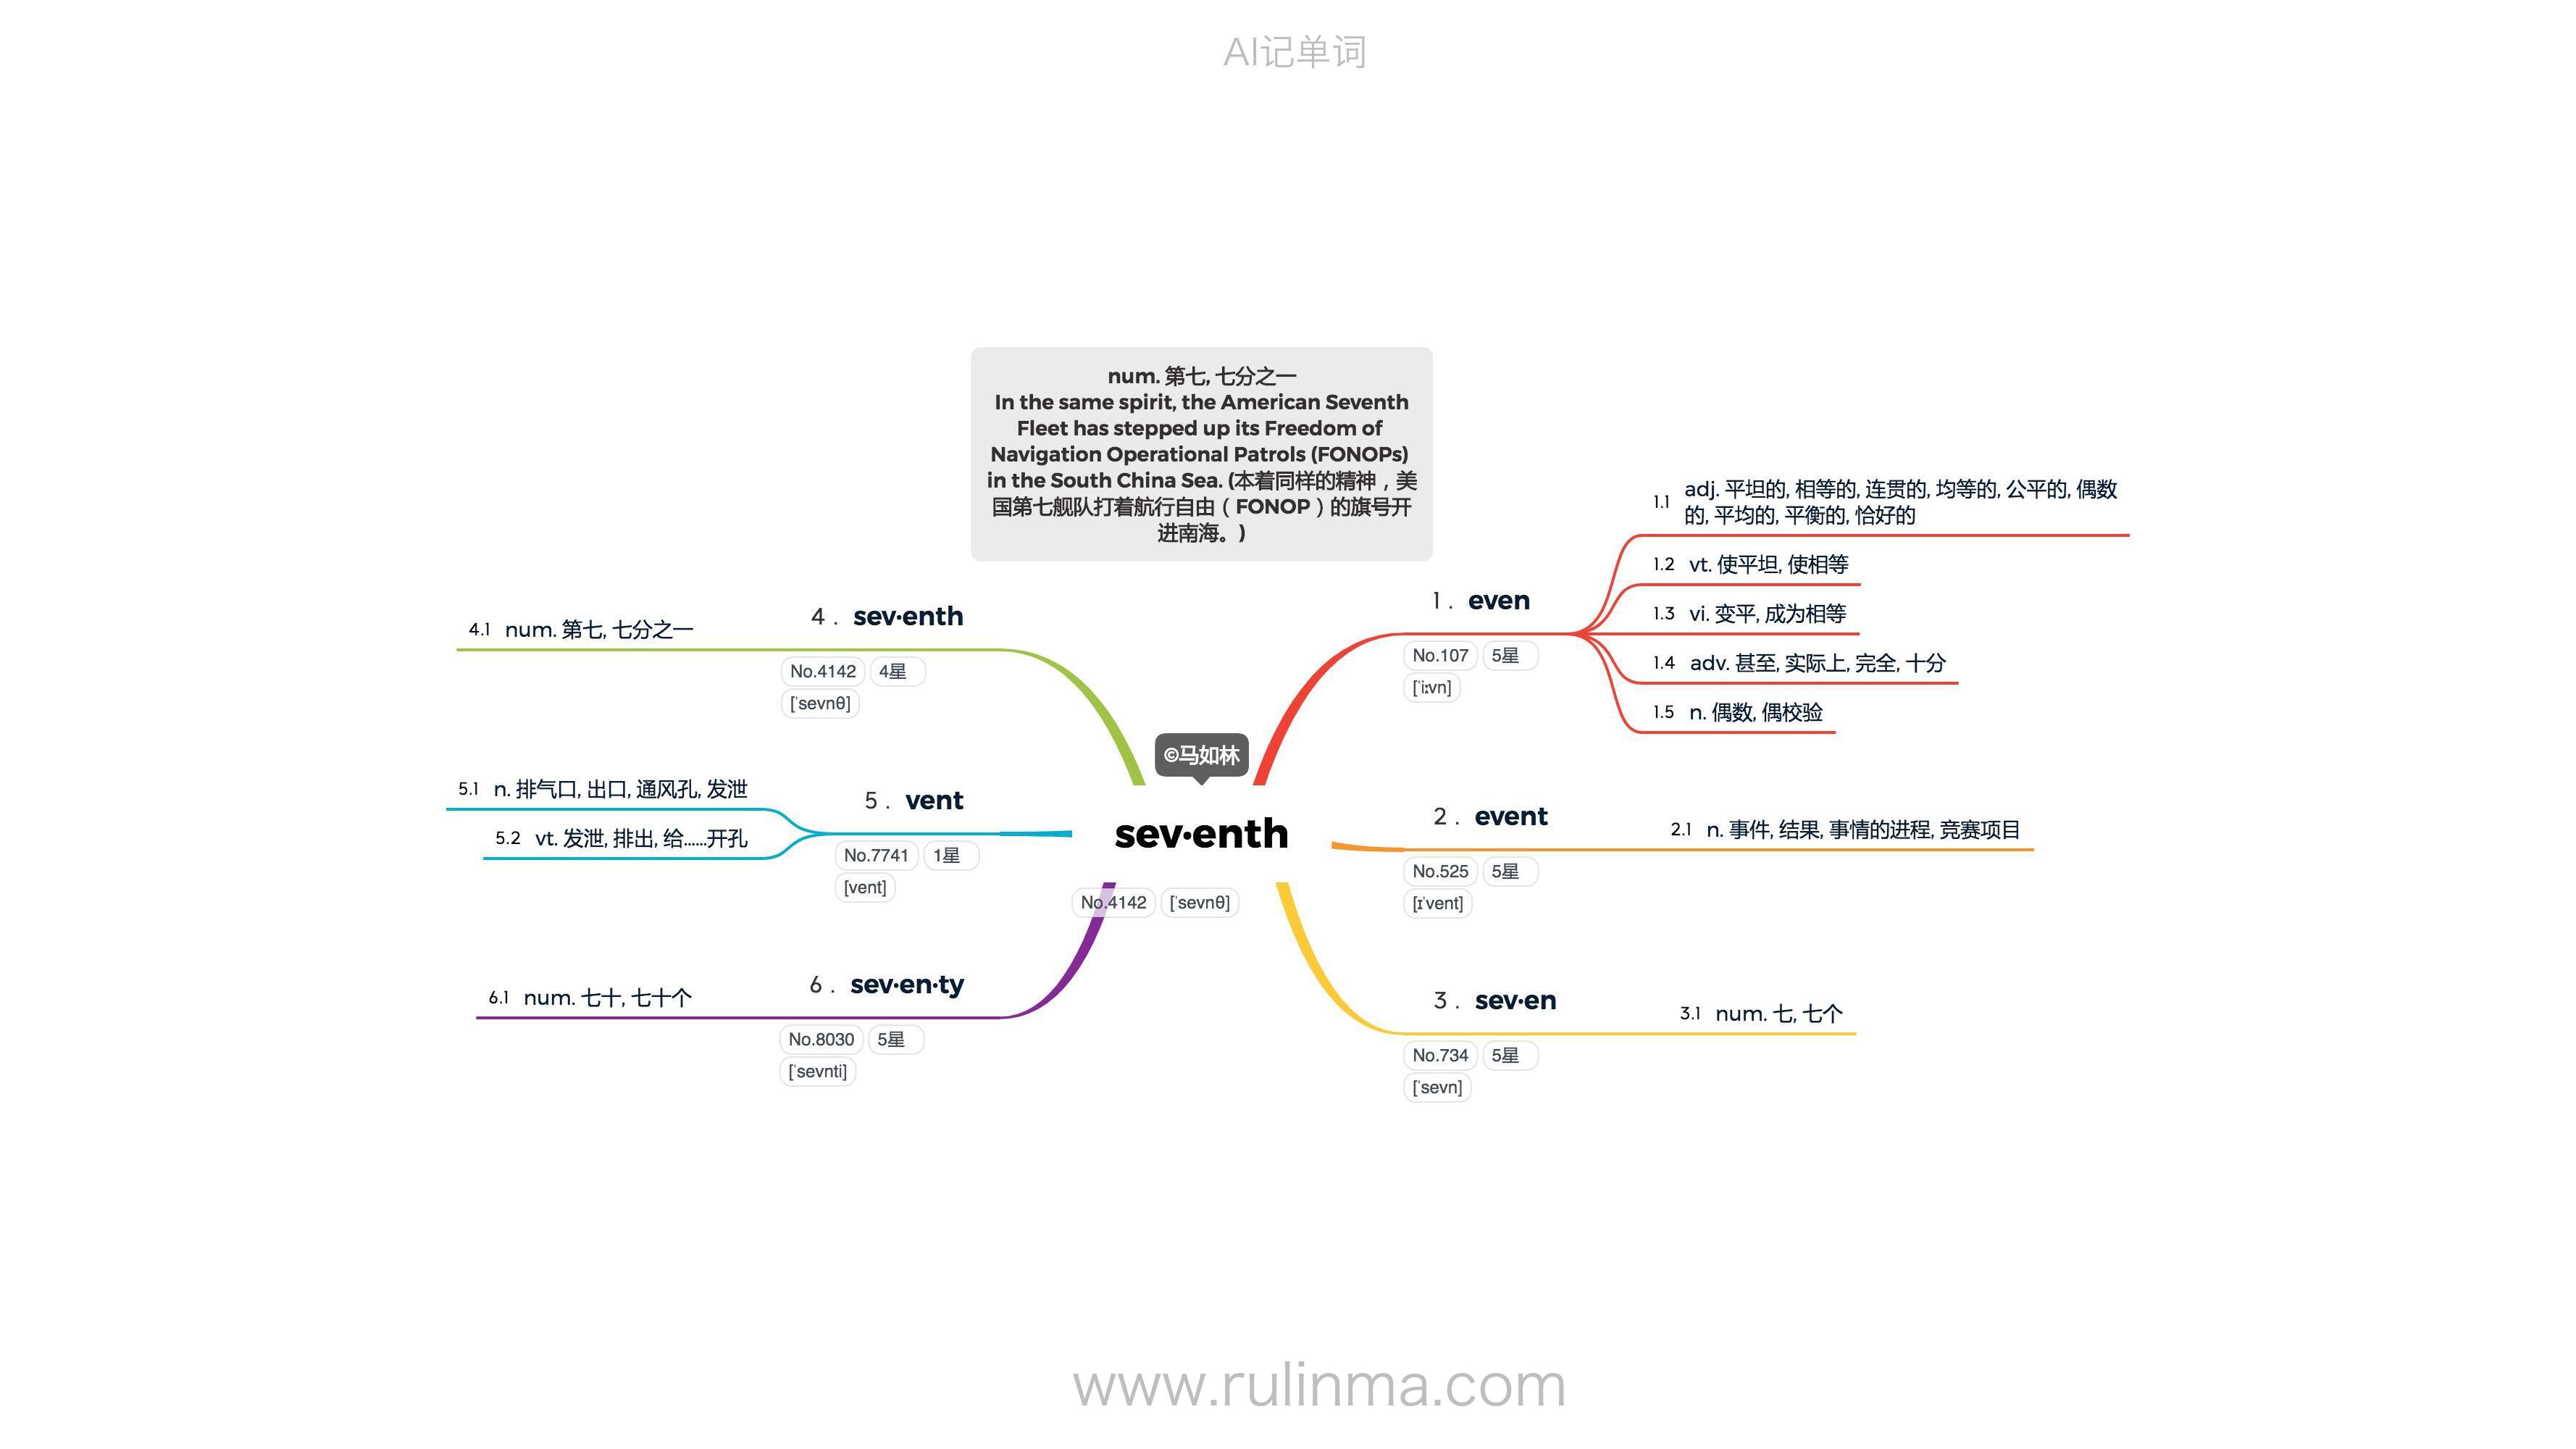 AI记单词
num. 第七, 七分之一
In the same spirit, the American Seventh
Fleet has stepped up its Freedom of
Navigation Operational Patrols (FONOPs)
in the South China Sea. (本着同样的精神，美
国第七舰队打着航行自由（FONOP）的旗号开
进南海。)
©马如林
sev·enth
No.4142 [ˈsevnθ]
1. even
No.107 5星
[ˈiːvn]
1.1 adj. 平坦的, 相等的, 连贯的, 均等的, 公平的, 偶数
的, 平均的, 平衡的, 恰好的
1.2 vt. 使平坦, 使相等
1.3 vi. 变平, 成为相等
1.4 adv. 甚至, 实际上, 完全, 十分
1.5 n. 偶数, 偶校验
2. event
No.525 5星
[ɪˈvent]
2.1 n. 事件, 结果, 事情的进程, 竞赛项目
3. sev·en
No.734 5星
[ˈsevn]
3.1 num. 七, 七个
4. sev·enth
No.4142 4星
[ˈsevnθ]
4.1 num. 第七, 七分之一
5. vent
No.7741 1星
[vent]
5.1 n. 排气口, 出口, 通风孔, 发泄
5.2 vt. 发泄, 排出, 给……开孔
6. sev·en·ty
No.8030 5星
[ˈsevnti]
6.1 num. 七十, 七十个
www.rulinma.com